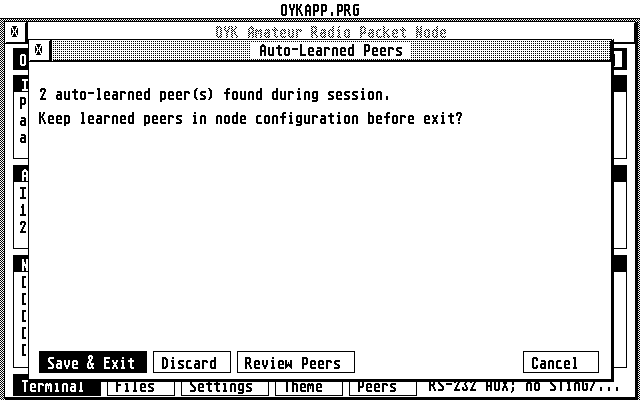 OYKAPP.PRG
OYK Amateur Radio Packet Node
Auto-Learned Peers
2 auto-learned peer(s) found during session.
Keep learned peers in node configuration before exit?
Save & Exit
Discard
Review Peers
Cancel
Terminal
Files
Settings
Theme
Peers
RS-232 AUX; no STinG/...